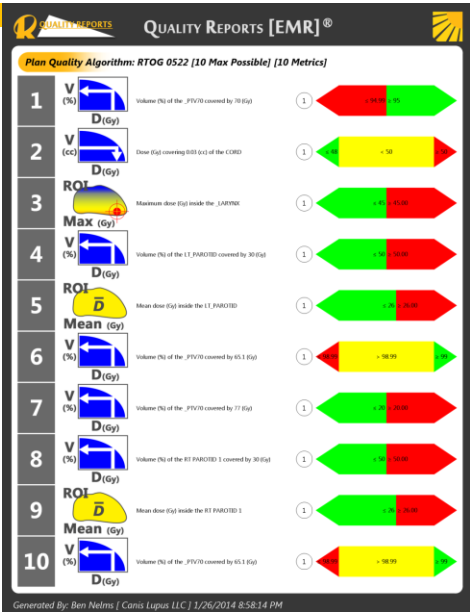 QUALITY REPORTS
QUALITY REPORTS [EMR]®
Plan Quality Algorithm: RTOG 0522 [10 Max Possible] [10 Metrics]
1 V (%) D(Gy) Volume (%) of the _PTV70 covered by 70 (Gy) 1 ≥ 95
2 V (cc) D(Gy) Dose (Gy) covering 0.03 (cc) of the CORD 1 ≤ 48 < 50
3 ROI Max (Gy) Maximum dose (Gy) inside the _LARYNX 1 ≤ 45 > 45.00
4 V (%) D(Gy) Volume (%) of the LT_PAROTID covered by 30 (Gy) 1 ≤ 50 > 50.00
5 ROI D Mean (Gy) Mean dose (Gy) inside the LT_PAROTID 1 ≤ 26 > 26.00
6 V (%) D(Gy) Volume (%) of the _PTV70 covered by 65.1 (Gy) 1 > 98.99 ≥ 99
7 V (%) D(Gy) Volume (%) of the _PTV70 covered by 77 (Gy) 1 ≤ 20 > 20.00
8 V (%) D(Gy) Volume (%) of the RT PAROTID 1 covered by 30 (Gy) 1 ≤ 50 > 50.00
9 ROI D Mean (Gy) Mean dose (Gy) inside the RT PAROTID 1 1 ≤ 26 > 26.00
10 V (%) D(Gy) Volume (%) of the _PTV70 covered by 65.1 (Gy) 1 > 98.99 ≥ 99
Generated By: Ben Nelms [ Canis Lupus LLC ] 1/26/2014 8:58:14 PM